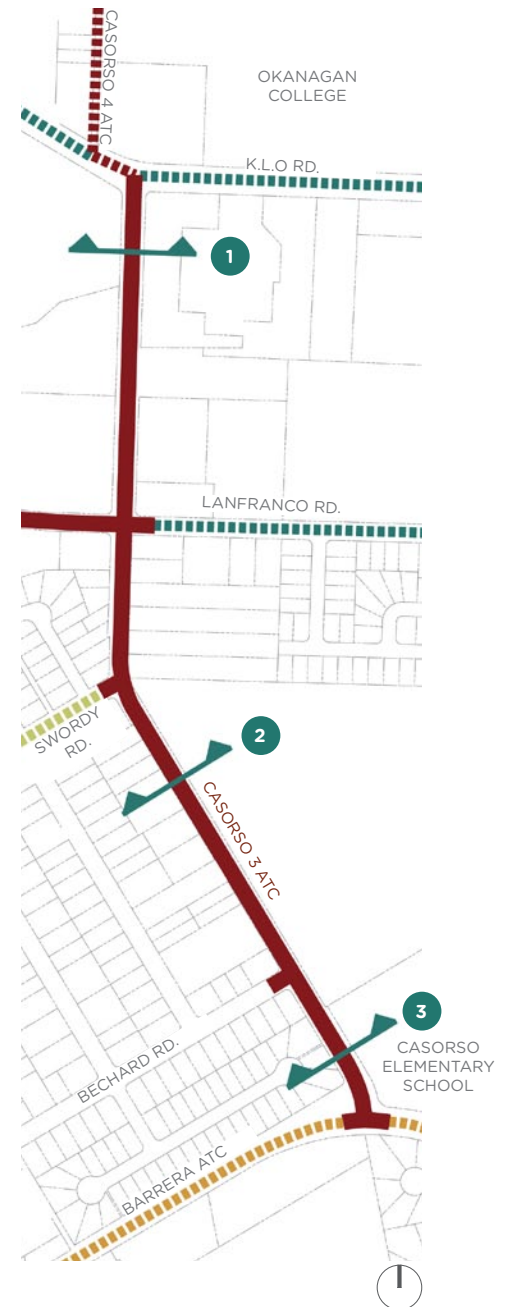 CASORSO 4 ATC
OKANAGAN
COLLEGE
K.L.O RD.
1
LANFRANCO RD.
SWORDY
RD.
2
CASORSO 3 ATC
3
CASORSO
ELEMENTARY
SCHOOL
BECHARD RD.
BARRERA ATC